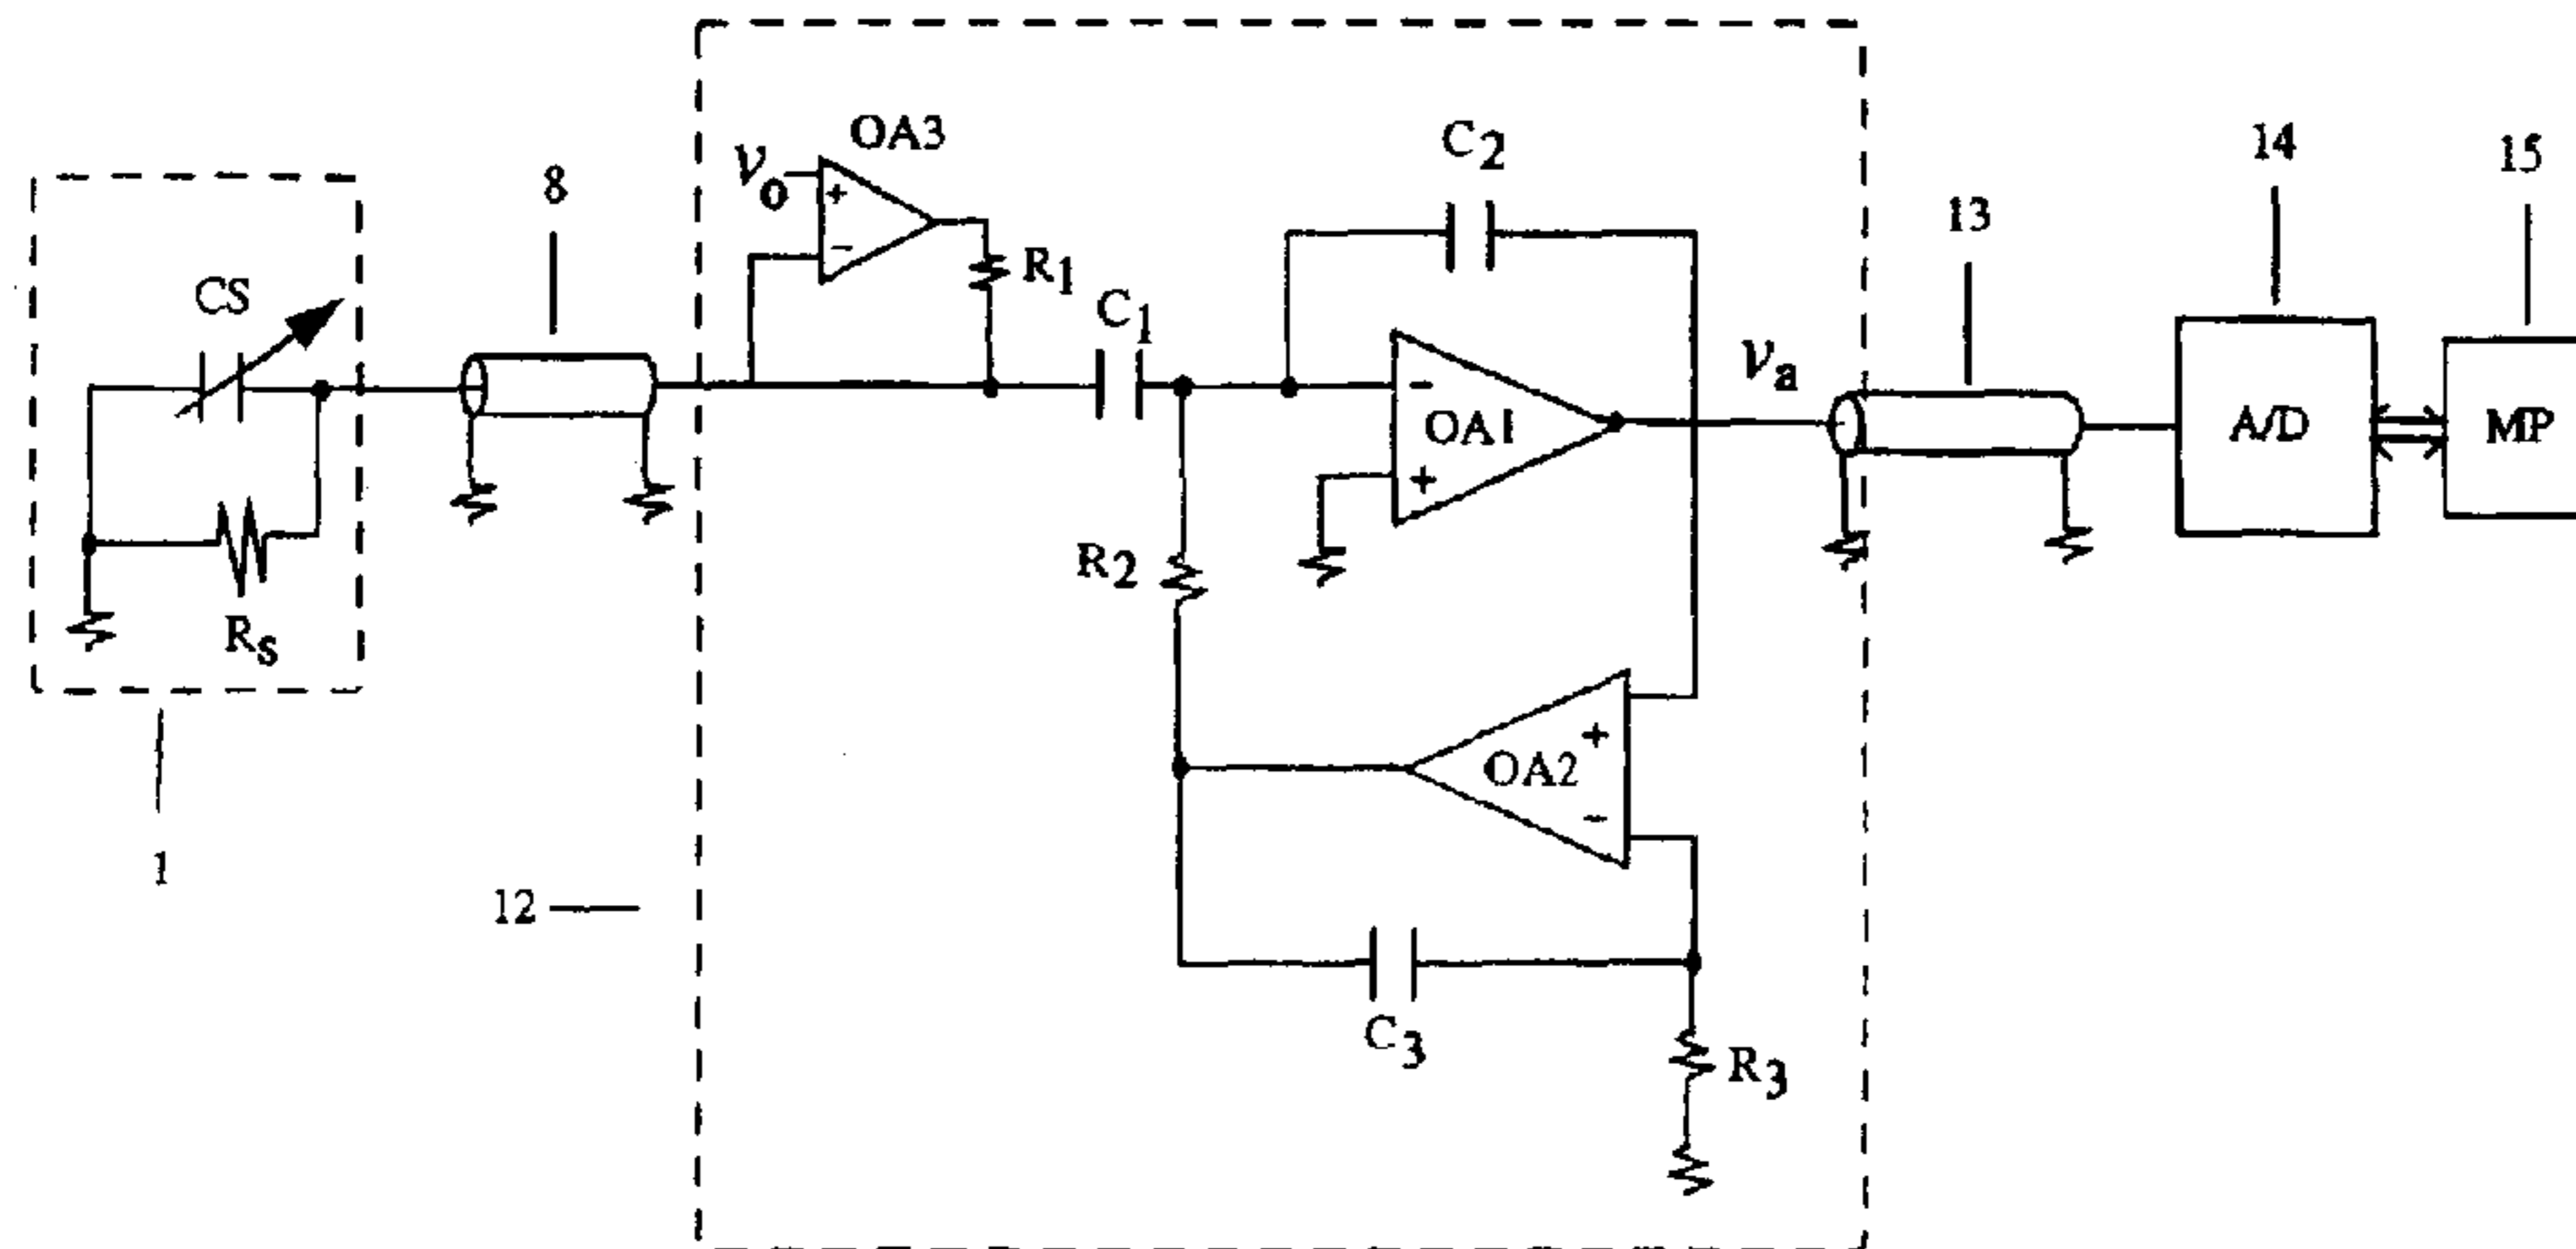 OA3
V₀
R₁
C₂
14
15
13
8
CS
C₁
Vₐ
-
+
-
OA1
+
A/D
MP
R₂
Rₛ
1
+
OA2
-
12
C₃
R₃